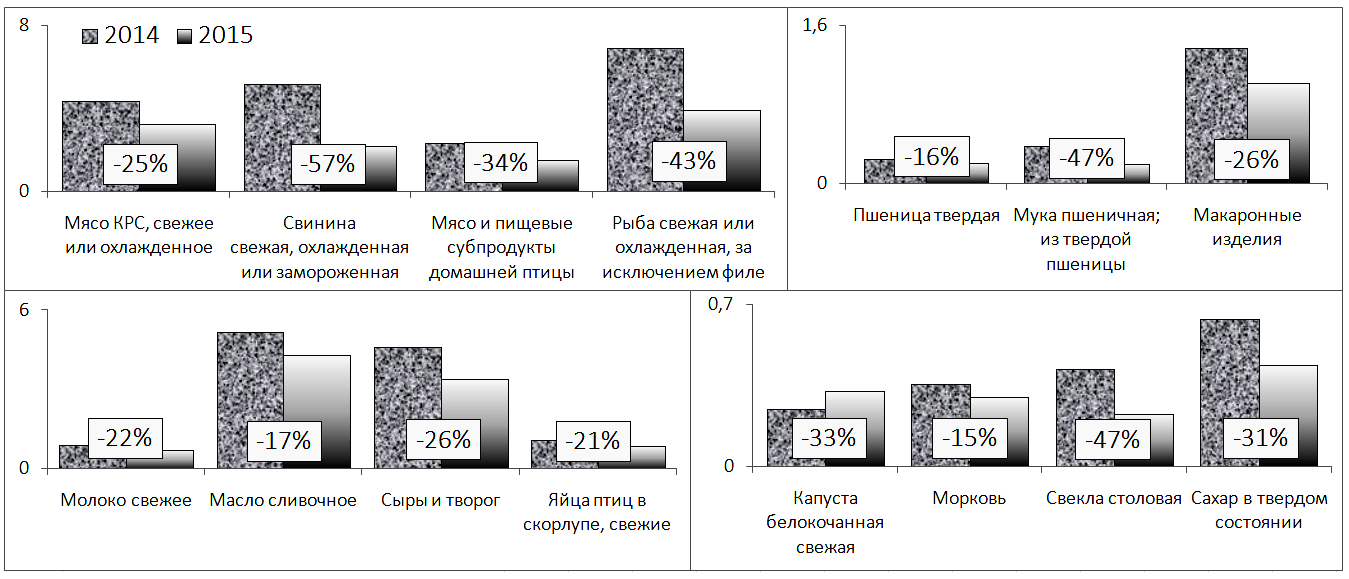 8
2014 2015
-25% -57% -34% -43%
0
Мясо КРС, свежее
или охлажденное
Свинина
свежая, охлажденная
или замороженная
Мясо и пищевые
субпродукты
домашней птицы
Рыба свежая или
охлажденная, за
исключением филе
1,6
-16% -47% -26%
0
Пшеница твердая
Мука пшеничная;
из твердой
пшеницы
Макаронные
изделия
6
-22% -17% -26% -21%
0
Молоко свежее
Масло сливочное
Сыры и творог
Яйца птиц в
скорлупе, свежие
0,7
-33% -15% -47% -31%
0
Капуста
белокочанная
свежая
Морковь
Свекла столовая
Сахар в твердом
состоянии